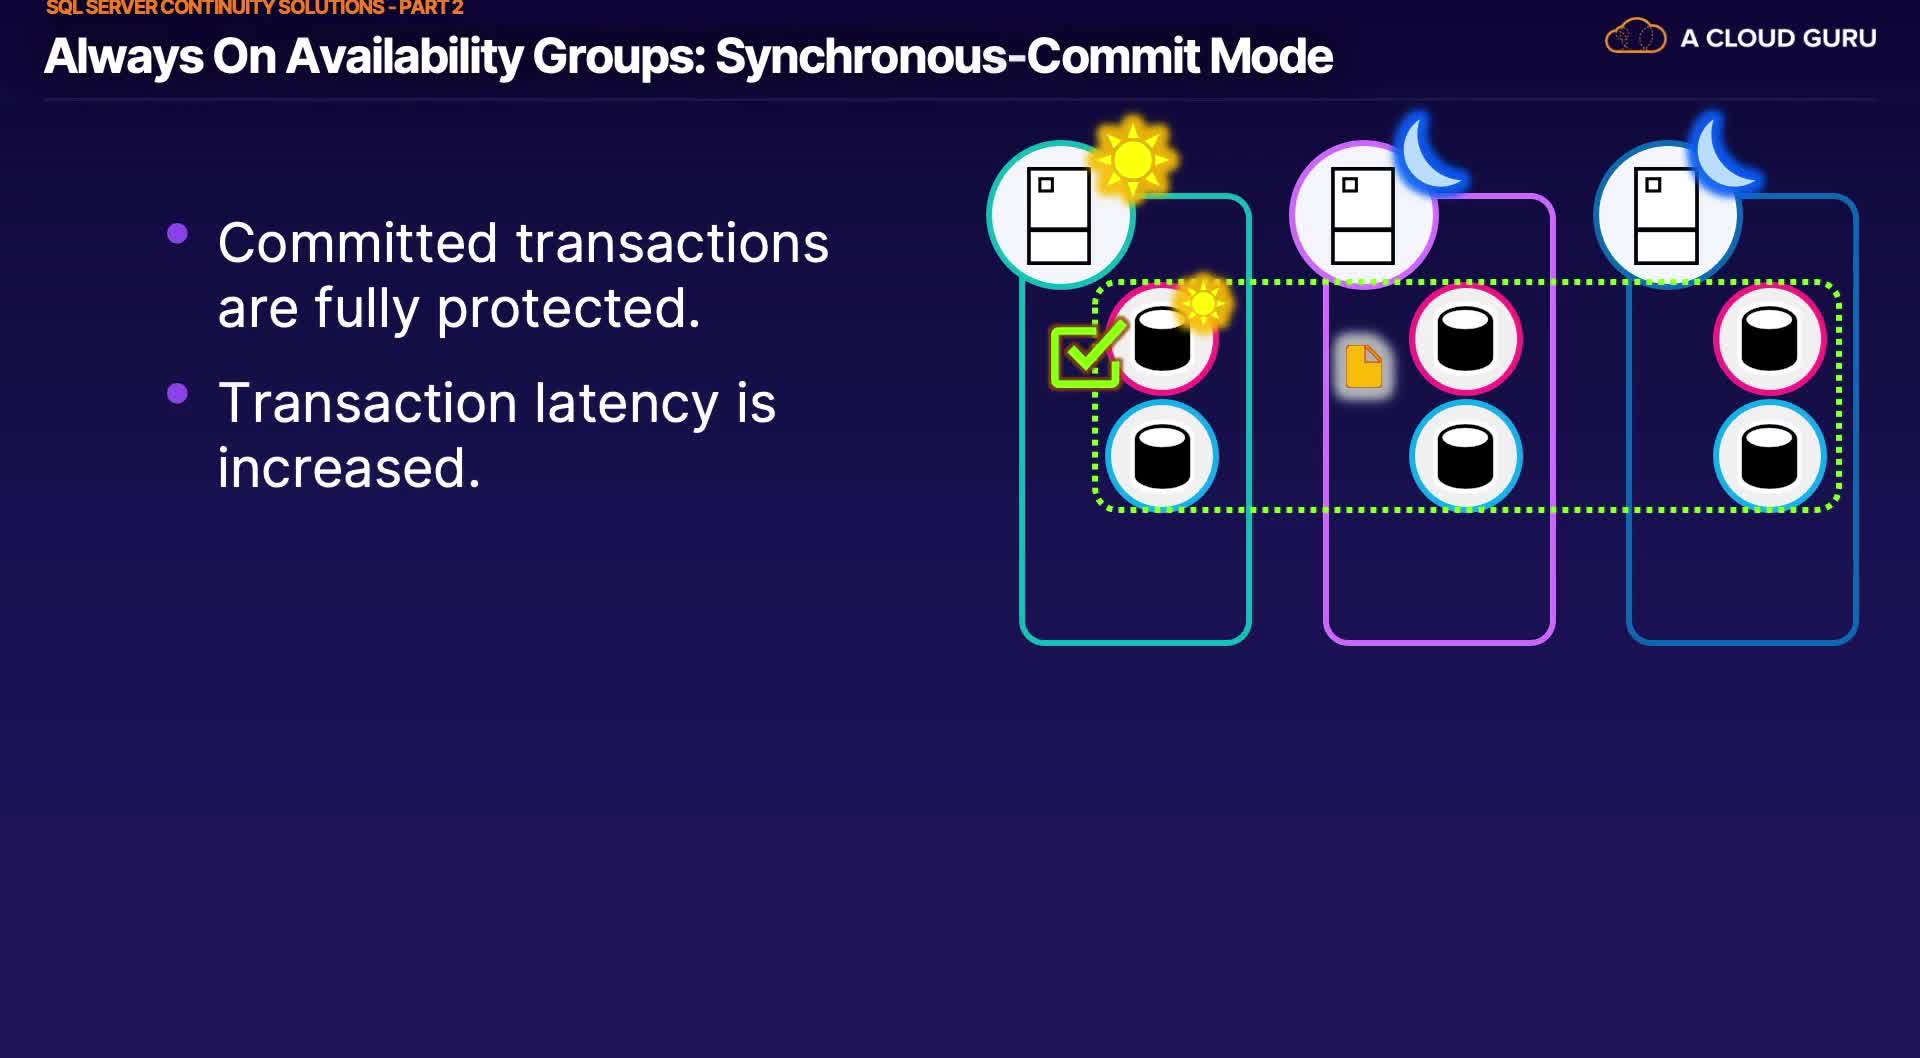 SQL SERVER CONTINUITY SOLUTIONS - PART 2
Always On Availability Groups: Synchronous-Commit Mode
A CLOUD GURU
Committed transactions
are fully protected.
Transaction latency is
increased.